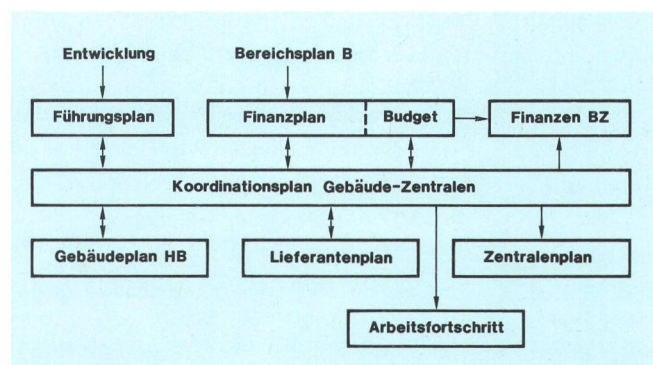 Entwicklung Bereichsplan B
Führungsplan Finanzplan Budget Finanzen BZ
Koordinationsplan Gebäude-Zentralen
Gebäudeplan HB Lieferantenplan Zentralenplan
Arbeitsfortschritt